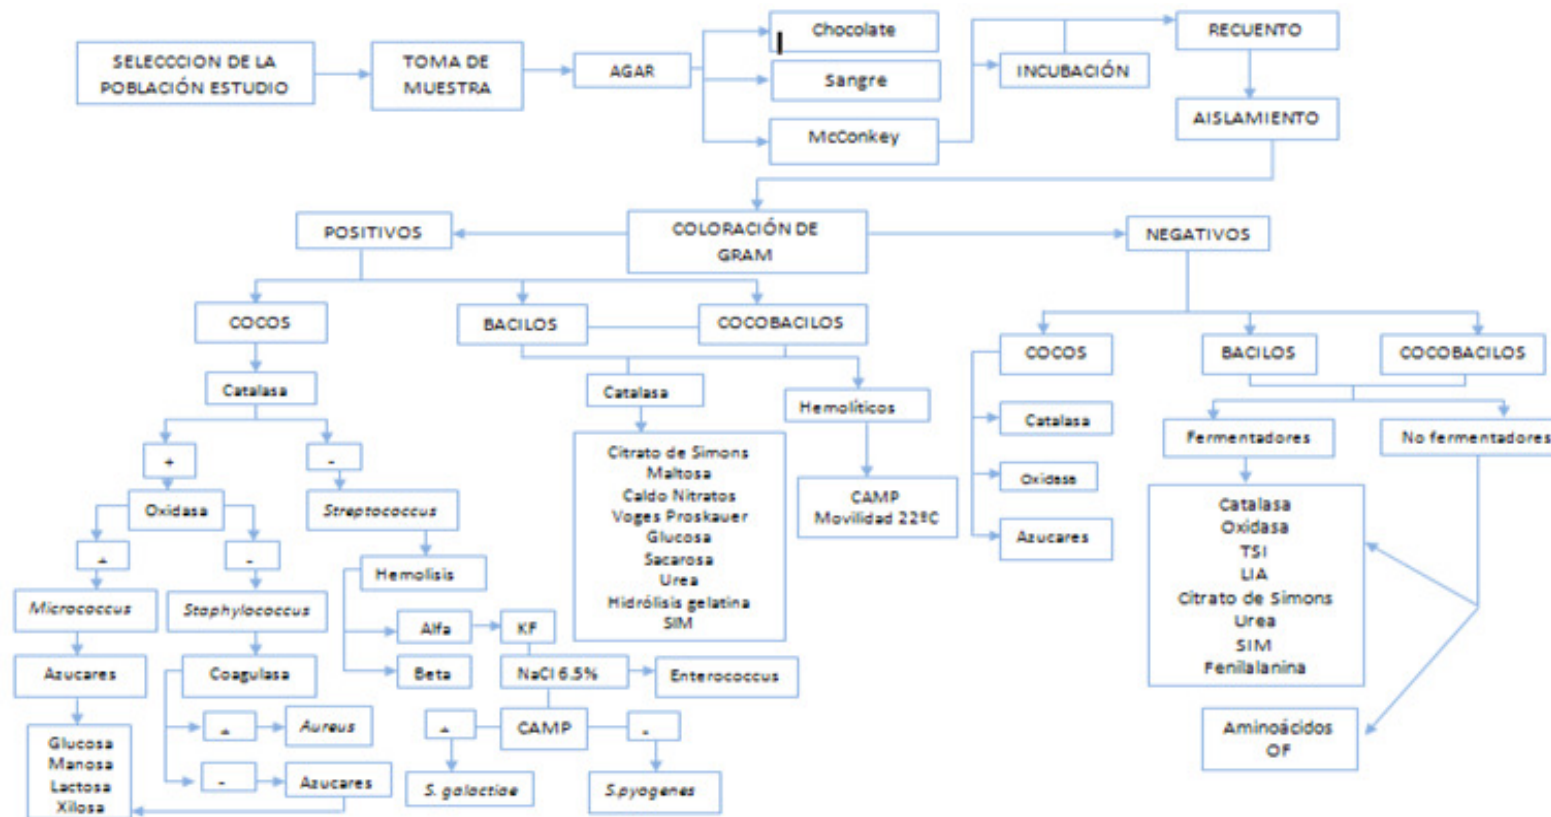 SELECCCION DE LA
POBLACIÓN ESTUDIO
TOMA DE
MUESTRA
AGAR
Chocolate
Sangre
McConkey
INCUBACIÓN
RECUENTO
AISLAMIENTO
COLORACIÓN DE
GRAM
POSITIVOS
NEGATIVOS
COCOS
BACILOS
COCOBACILOS
Catalasa
+
-
Oxidasa
Streptococcus
+
-
Micrococcus
Staphylococcus
Azucares
Coagulasa
Glucosa
Manosa
Lactosa
Xilosa
+
Aureus
-
Azucares
Hemolisis
Alfa
KF
Beta
NaCl 6.5%
Enterococcus
+
CAMP
-
S. galactiae
S.pyogenes
Catalasa
Citrato de Simons
Maltosa
Caldo Nitratos
Voges Proskauer
Glucosa
Sacarosa
Urea
Hidrólisis gelatina
SIM
Hemolíticos
CAMP
Movilidad 22ºC
COCOS
BACILOS
COCOBACILOS
Catalasa
Oxidasa
Azucares
Fermentadores
No fermentadores
Catalasa
Oxidasa
TSI
LIA
Citrato de Simons
Urea
SIM
Fenilalanina
Aminoácidos
OF